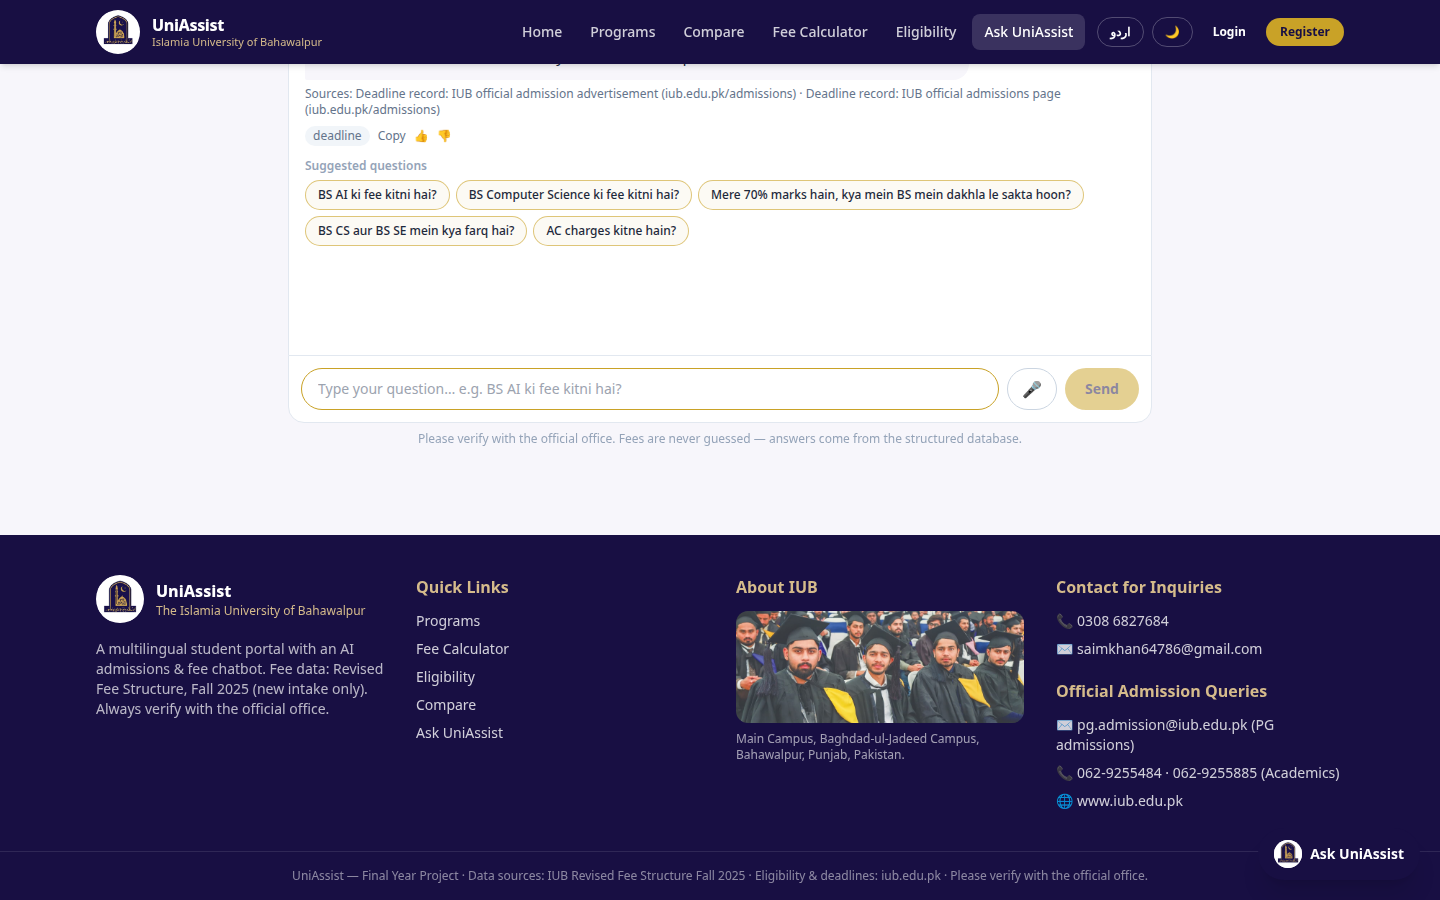 UniAssist
Islamia University of Bahawalpur
Home
Programs
Compare
Fee Calculator
Eligibility
Ask UniAssist
اردو
Login
Register
Sources: Deadline record: IUB official admission advertisement (iub.edu.pk/admissions) · Deadline record: IUB official admissions page
(iub.edu.pk/admissions)
deadline
Copy
Suggested questions
BS AI ki fee kitni hai?
BS Computer Science ki fee kitni hai?
Mere 70% marks hain, kya mein BS mein dakhla le sakta hoon?
BS CS aur BS SE mein kya farq hai?
AC charges kitne hain?
Type your question... e.g. BS AI ki fee kitni hai?
Send
Please verify with the official office. Fees are never guessed — answers come from the structured database.
UniAssist
The Islamia University of Bahawalpur
A multilingual student portal with an AI
admissions & fee chatbot. Fee data: Revised
Fee Structure, Fall 2025 (new intake only).
Always verify with the official office.
Quick Links
Programs
Fee Calculator
Eligibility
Compare
Ask UniAssist
About IUB
Main Campus, Baghdad-ul-Jadeed Campus,
Bahawalpur, Punjab, Pakistan.
Contact for Inquiries
📞 0308 6827684
✉️ saimkhan64786@gmail.com
Official Admission Queries
✉️ pg.admission@iub.edu.pk (PG
admissions)
📞 062-9255484 · 062-9255885 (Academics)
🌐 www.iub.edu.pk
Ask UniAssist
UniAssist — Final Year Project · Data sources: IUB Revised Fee Structure Fall 2025 · Eligibility & deadlines: iub.edu.pk · Please verify with the official office.